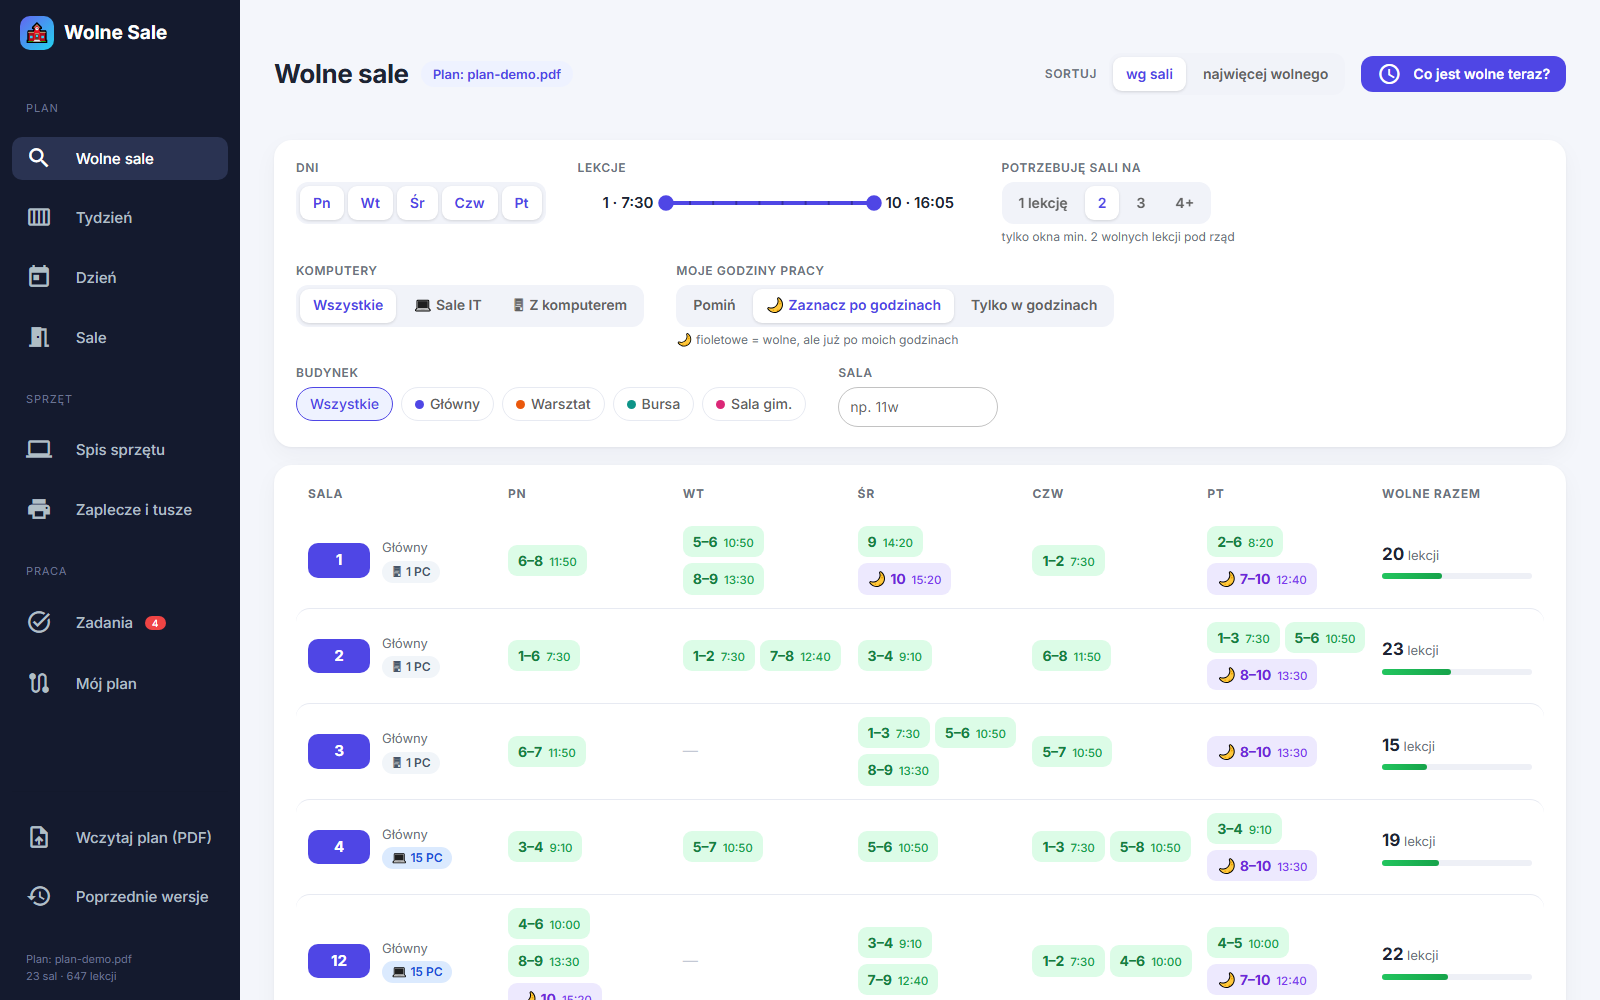 Wolne Sale
PLAN
Wolne sale
Tydzień
Dzień
Sale
SPRZĘT
Spis sprzętu
Zaplecze i tusze
PRACA
Zadania 4
Mój plan
Wczytaj plan (PDF)
Poprzednie wersje
Plan: plan-demo.pdf
23 sal · 647 lekcji
Wolne sale Plan: plan-demo.pdf
SORTUJ wg sali najwięcej wolnego Co jest wolne teraz?
DNI
Pn Wt Śr Czw Pt
LEKCJE
1 · 7:30 10 · 16:05
POTRZEBUJĘ SALI NA
1 lekcję 2 3 4+
tylko okna min. 2 wolnych lekcji pod rząd
KOMPUTERY
Wszystkie Sale IT Z komputerem
MOJE GODZINY PRACY
Pomiń Zaznacz po godzinach Tylko w godzinach
fioletowe = wolne, ale już po moich godzinach
BUDYNEK
Wszystkie Główny Warsztat Bursa Sala gim.
SALA
np. 11w
SALA PN WT ŚR CZW PT WOLNE RAZEM
1 Główny 1 PC
6–8 11:50
5–6 10:50
8–9 13:30
9 14:20
10 15:20
1–2 7:30
2–6 8:20
7–10 12:40
20 lekcji
2 Główny 1 PC
1–6 7:30
1–2 7:30 7–8 12:40
3–4 9:10
6–8 11:50
1–3 7:30 5–6 10:50
8–10 13:30
23 lekcji
3 Główny 1 PC
6–7 11:50
—
1–3 7:30 5–6 10:50
8–9 13:30
5–7 10:50
8–10 13:30
15 lekcji
4 Główny 15 PC
3–4 9:10
5–7 10:50
5–6 10:50
1–3 7:30 5–8 10:50
3–4 9:10
8–10 13:30
19 lekcji
12 Główny 15 PC
4–6 10:00
8–9 13:30
10 15:20
—
3–4 9:10
7–9 12:40
1–2 7:30 4–6 10:00
4–5 10:00
7–10 12:40
22 lekcji